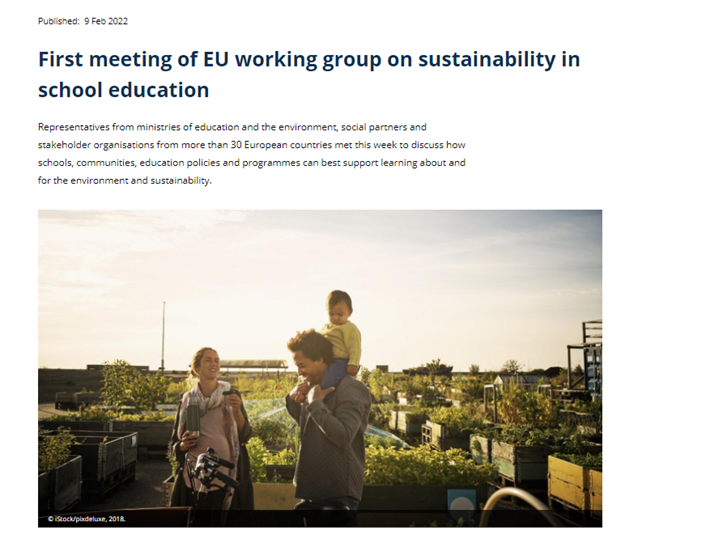 Published: 9 Feb 2022
First meeting of EU working group on sustainability in
school education
Representatives from ministries of education and the environment, social partners and
stakeholder organisations from more than 30 European countries met this week to discuss how
schools, communities, education policies and programmes can best support learning about and
for the environment and sustainability.
© iStock/pixdeluxe, 2018.